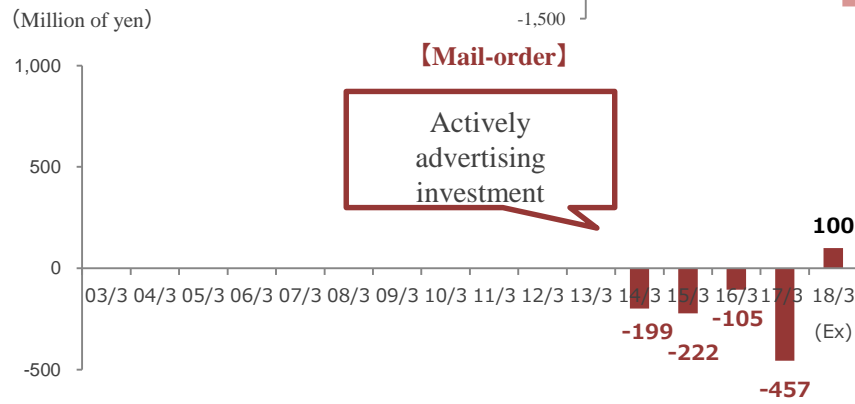 (Million of yen)
-1,500
【Mail-order】
1,000
Actively
advertising
investment
500
100
0
03/3 04/3 05/3 06/3 07/3 08/3 09/3 10/3 11/3 12/3 13/3 14/3 15/3 16/3 17/3 18/3
(Ex)
-199
-222
-105
-457
-500